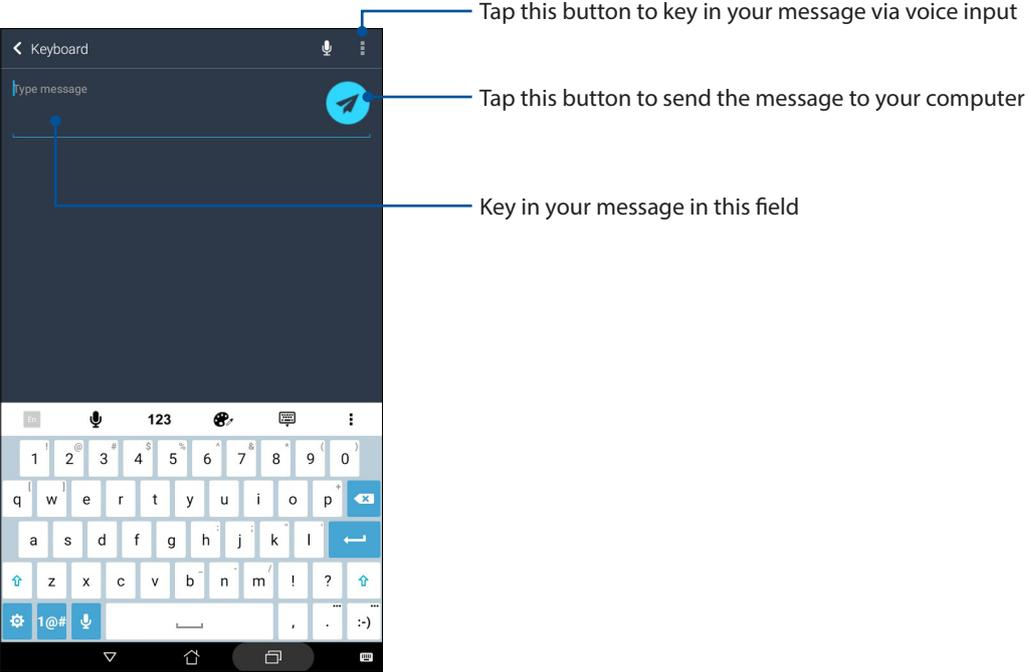 Tap this button to key in your message via voice input
Keyboard
Type message
Tap this button to send the message to your computer
Key in your message in this field
En 123
! @ # $ % ^ & * ( )
1 2 3 4 5 6 7 8 9 0
[ ] +
q w e r t y u i o p
: ; " '
a s d f g h j k l
_ - /
z x c v b n m ! ?
1@# , . :-)